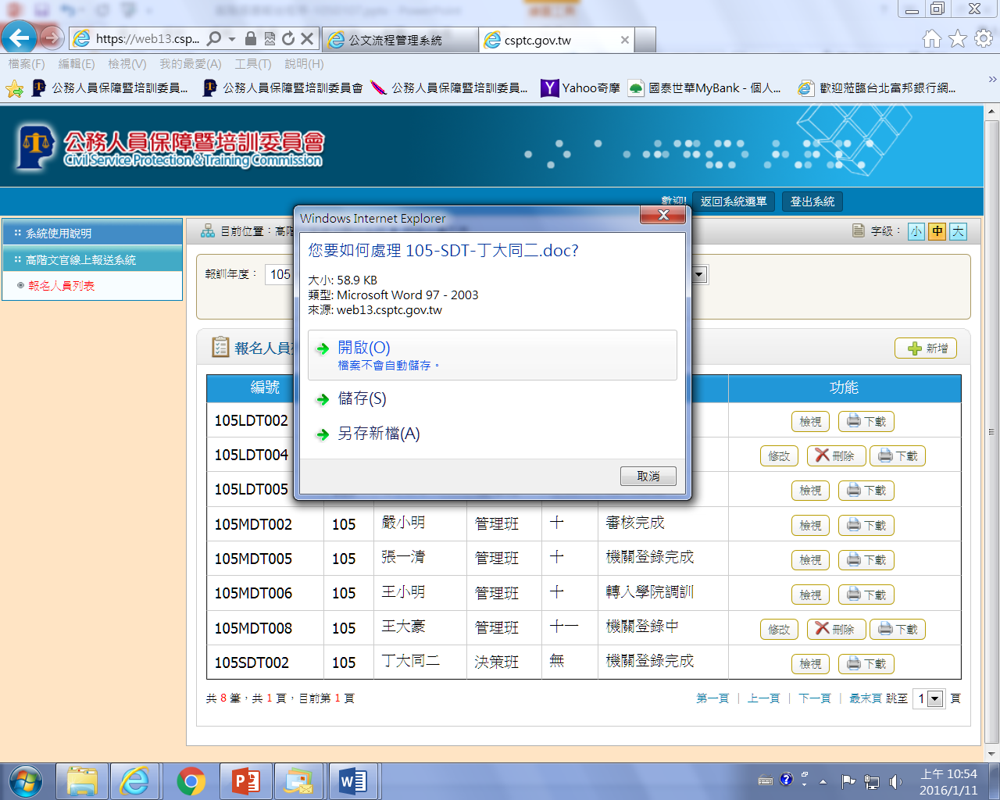 https://web13.csp...
公文流程管理系統
csptc.gov.tw
檔案(F) 編輯(E) 檢視(V) 我的最愛(A) 工具(T) 說明(H)
公務人員保障暨培訓委員... 公務人員保障暨培訓委員會 公務人員保障暨培訓委員... Yahoo奇摩 國泰世華MyBank - 個人... 歡迎蒞臨台北富邦銀行網...
公務人員保障暨培訓委員會
Civil Service Protection & Training Commission
歡迎! 返回系統選單 登出系統
系統使用說明
高階文官線上報送系統
報名人員列表
目前位置：高階
字級： 小 中 大
報訓年度： 105
Windows Internet Explorer
您要如何處理 105-SDT-丁大同二.doc?
大小: 58.9 KB
類型: Microsoft Word 97 - 2003
來源: web13.csptc.gov.tw
開啟(O)
檔案不會自動儲存。
儲存(S)
另存新檔(A)
取消
報名人員
新增
編號 功能
105LDT002 檢視 下載
105LDT004 修改 刪除 下載
105LDT005 檢視 下載
105MDT002 105 嚴小明 管理班 十 審核完成 檢視 下載
105MDT005 105 張一清 管理班 十 機關登錄完成 檢視 下載
105MDT006 105 王小明 管理班 十 轉入學院調訓 檢視 下載
105MDT008 105 王大豪 管理班 十一 機關登錄中 修改 刪除 下載
105SDT002 105 丁大同二 決策班 無 機關登錄完成 檢視 下載
共 8 筆，共 1 頁，目前第 1 頁
第一頁 | 上一頁 | 下一頁 | 最末頁 跳至 1 頁
上午 10:54
2016/1/11